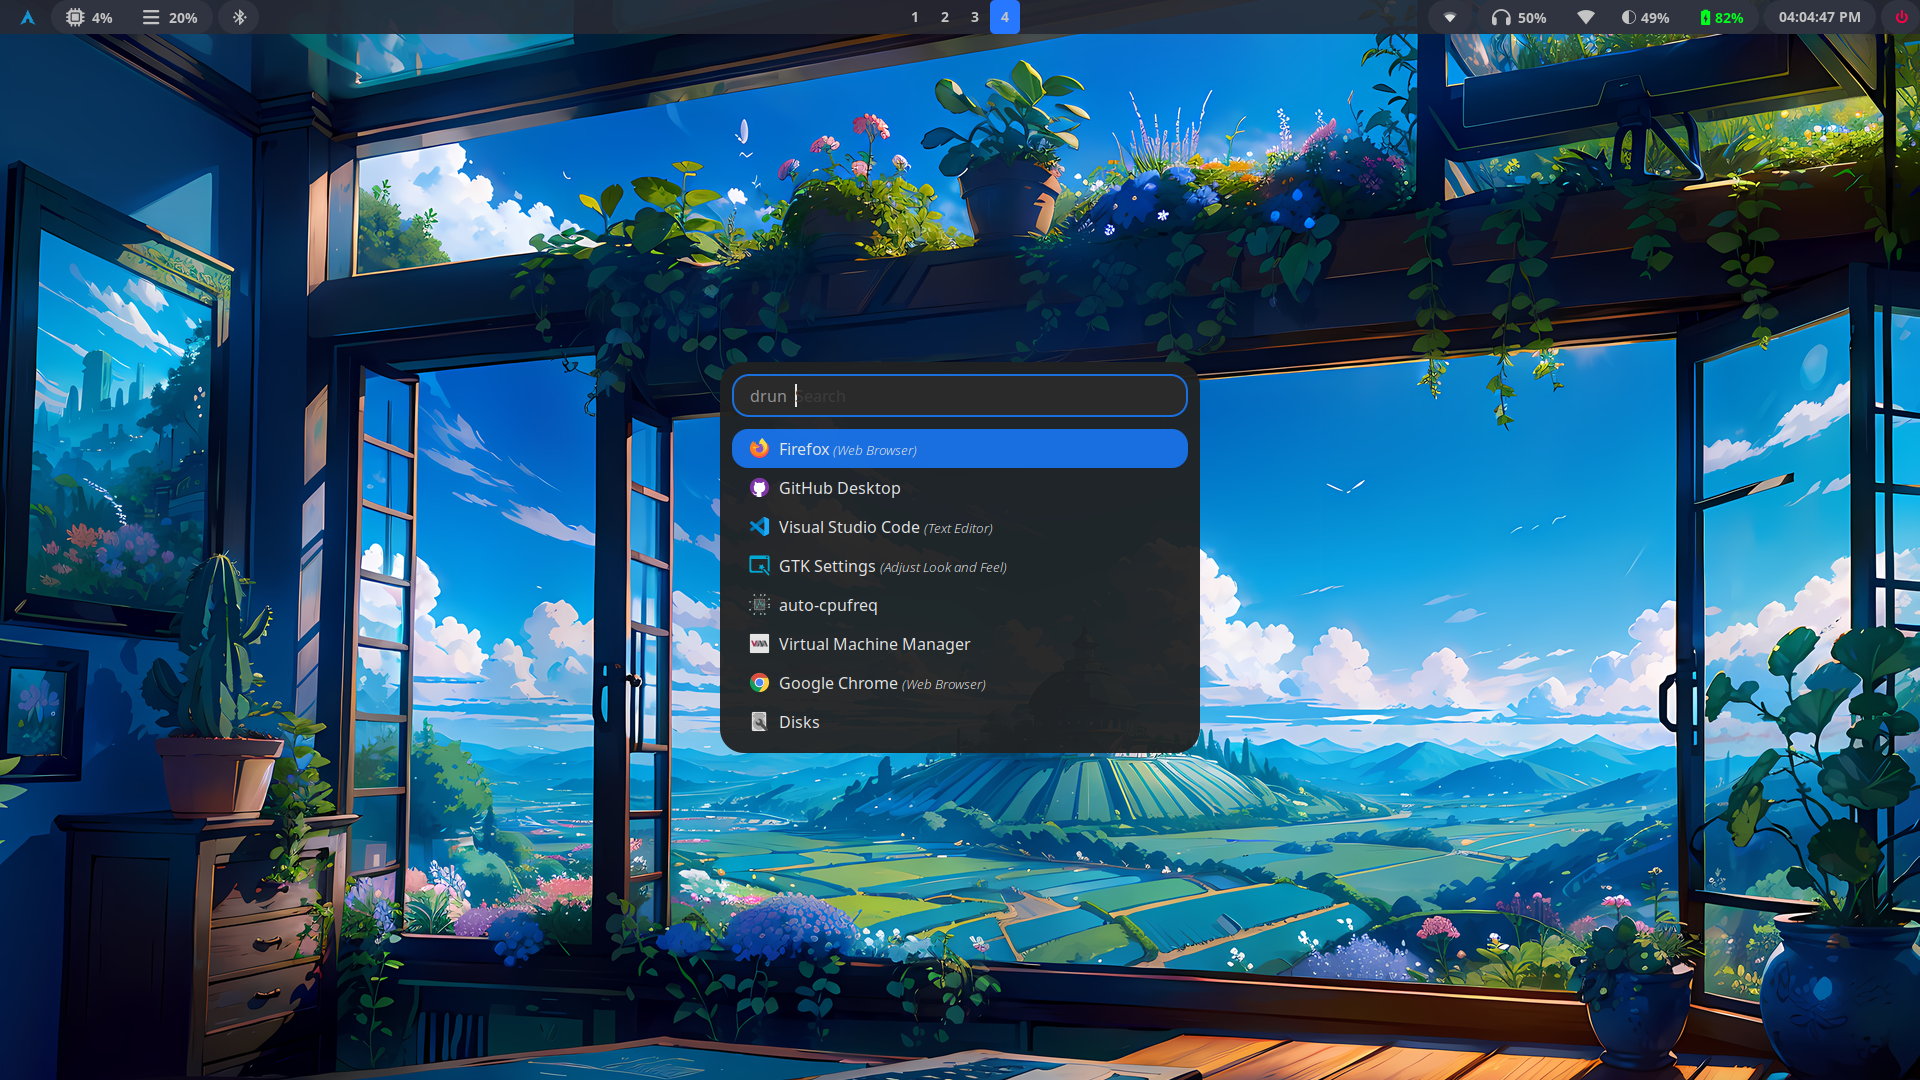 4% 20% 1 2 3 4 50% 49% 82% 04:04:47 PM
drun Search
Firefox (Web Browser)
GitHub Desktop
Visual Studio Code (Text Editor)
GTK Settings (Adjust Look and Feel)
auto-cpufreq
Virtual Machine Manager
Google Chrome (Web Browser)
Disks